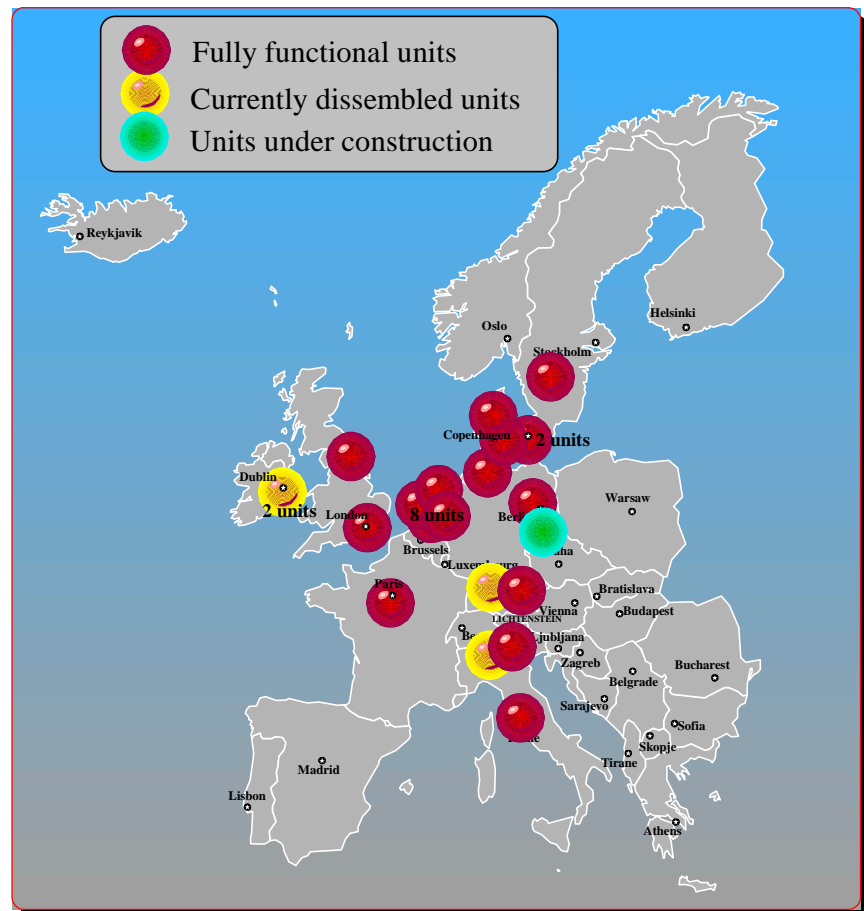 Fully functional units
Currently dissembled units
Units under construction
Reykjavik
Helsinki
Oslo
Stockholm
Copenhagen
2 units
Dublin
2 units
London
8 units
Berlin
Warsaw
Brussels
Luxembourg
Paris
Bratislava
Vienna
Budapest
LICHTENSTEIN
Ljubljana
Zagreb
Belgrade
Bucharest
Sarajevo
Sofia
Skopje
Tirane
Madrid
Lisbon
Athens